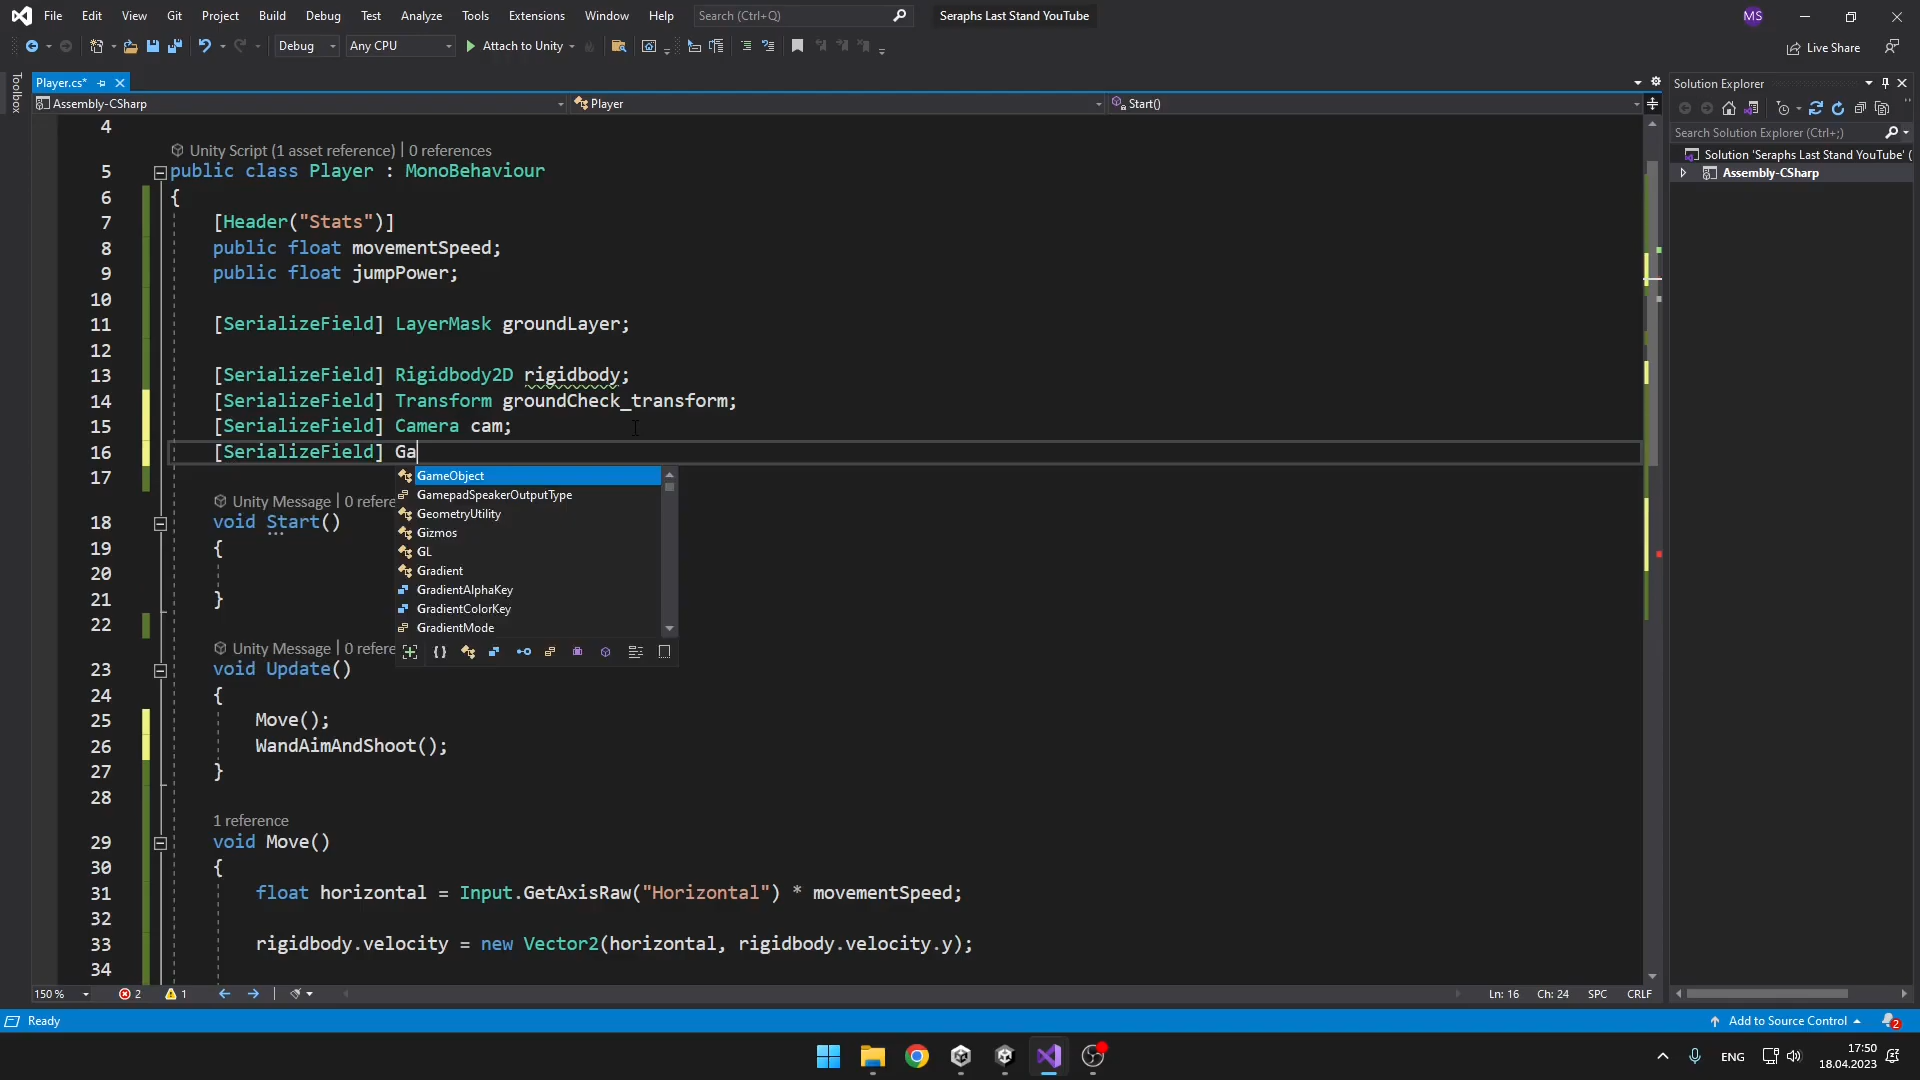 File Edit View Git Project Build Debug Test Analyze Tools Extensions Window Help Search (Ctrl+Q) Seraphs Last Stand YouTube MS
Debug Any CPU Attach to Unity Live Share
Toolbox
Player.cs* Solution Explorer
Assembly-CSharp Player Start()
Search Solution Explorer (Ctrl+;)
Solution 'Seraphs Last Stand YouTube' (
Assembly-CSharp
4
Unity Script (1 asset reference) | 0 references
5 public class Player : MonoBehaviour
6 {
7 [Header("Stats")]
8 public float movementSpeed;
9 public float jumpPower;
10
11 [SerializeField] LayerMask groundLayer;
12
13 [SerializeField] Rigidbody2D rigidbody;
14 [SerializeField] Transform groundCheck_transform;
15 [SerializeField] Camera cam;
16 [SerializeField] Ga
17
GameObject
GamepadSpeakerOutputType
GeometryUtility
Gizmos
GL
Gradient
GradientAlphaKey
GradientColorKey
GradientMode
Unity Message | 0 refere
18 void Start()
19 {
20
21 }
22
Unity Message | 0 refere
23 void Update()
24 {
25 Move();
26 WandAimAndShoot();
27 }
28
1 reference
29 void Move()
30 {
31 float horizontal = Input.GetAxisRaw("Horizontal") * movementSpeed;
32
33 rigidbody.velocity = new Vector2(horizontal, rigidbody.velocity.y);
34
150 % 2 1 Ln: 16 Ch: 24 SPC CRLF
Ready Add to Source Control 2
ENG 17:50
18.04.2023